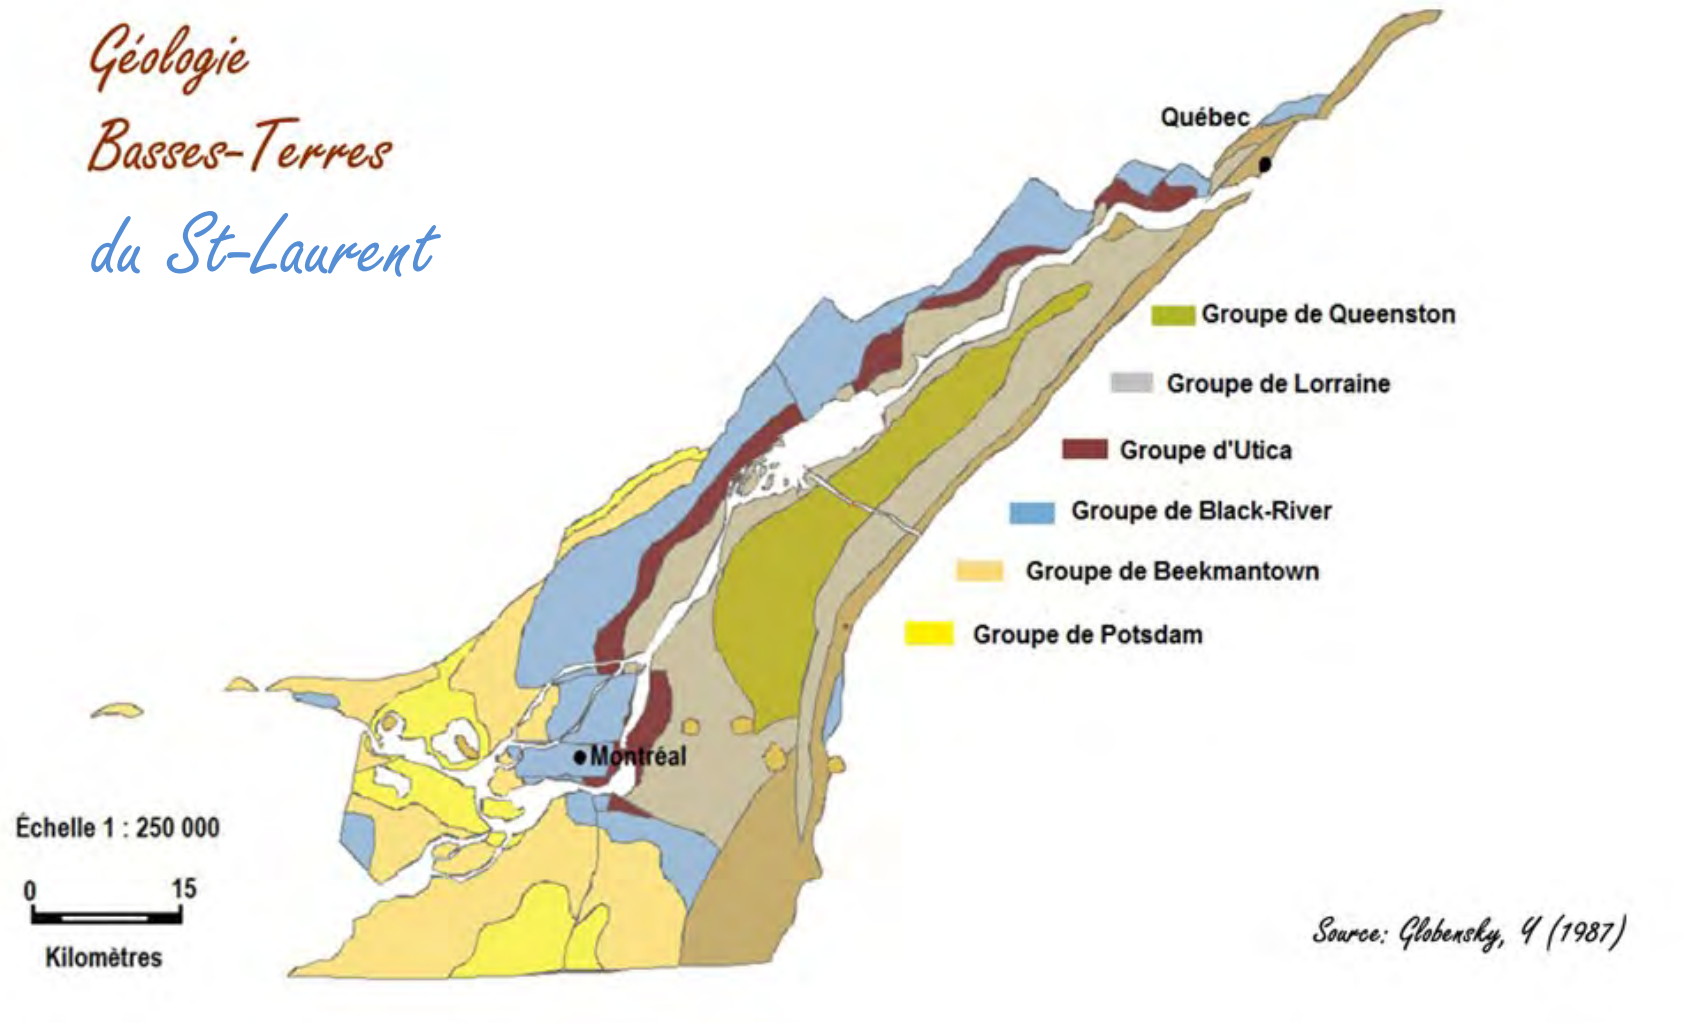 Géologie
Basses-Terres
du St-Laurent
Québec
Groupe de Queenston
Groupe de Lorraine
Groupe d'Utica
Groupe de Black-River
Groupe de Beekmantown
Groupe de Potsdam
Montréal
Échelle 1 : 250 000
0 15
Kilomètres
Source: Globensky, Y (1987)